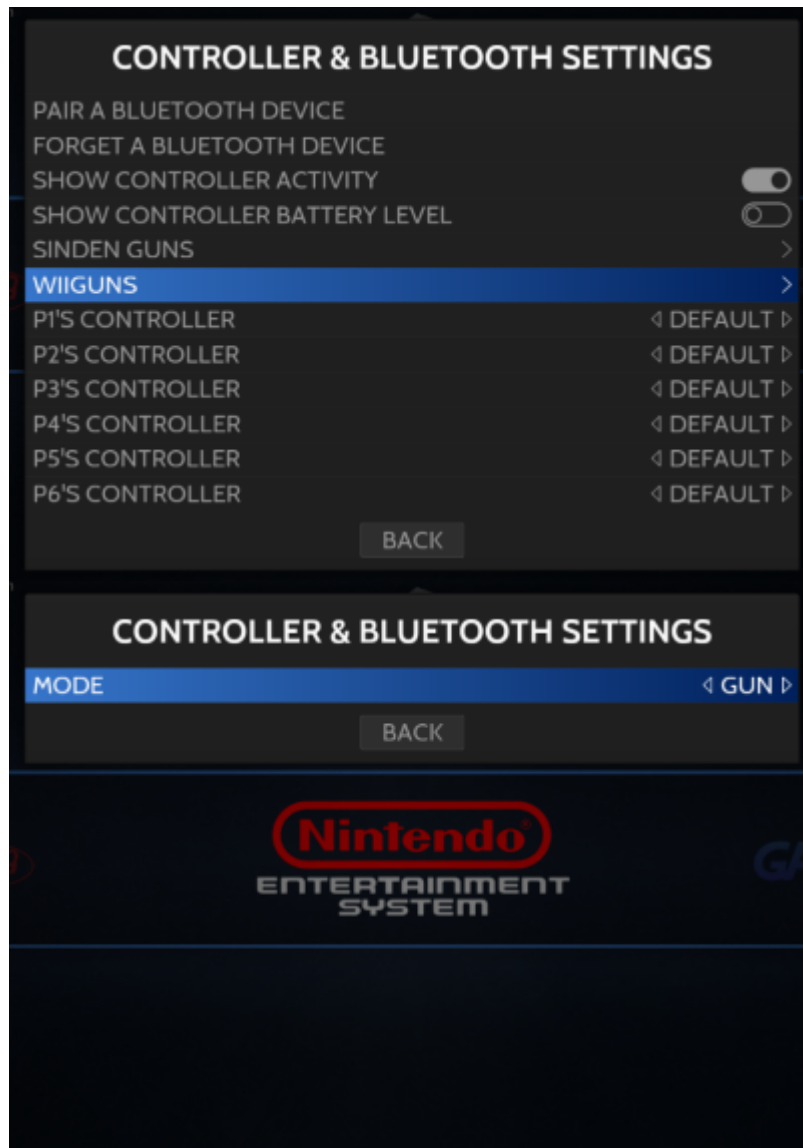 CONTROLLER & BLUETOOTH SETTINGS
PAIR A BLUETOOTH DEVICE
FORGET A BLUETOOTH DEVICE
SHOW CONTROLLER ACTIVITY
SHOW CONTROLLER BATTERY LEVEL
SINDEN GUNS
WIIGUNS
P1'S CONTROLLER DEFAULT
P2'S CONTROLLER DEFAULT
P3'S CONTROLLER DEFAULT
P4'S CONTROLLER DEFAULT
P5'S CONTROLLER DEFAULT
P6'S CONTROLLER DEFAULT
BACK
CONTROLLER & BLUETOOTH SETTINGS
MODE GUN
BACK
Nintendo®
ENTERTAINMENT
SYSTEM